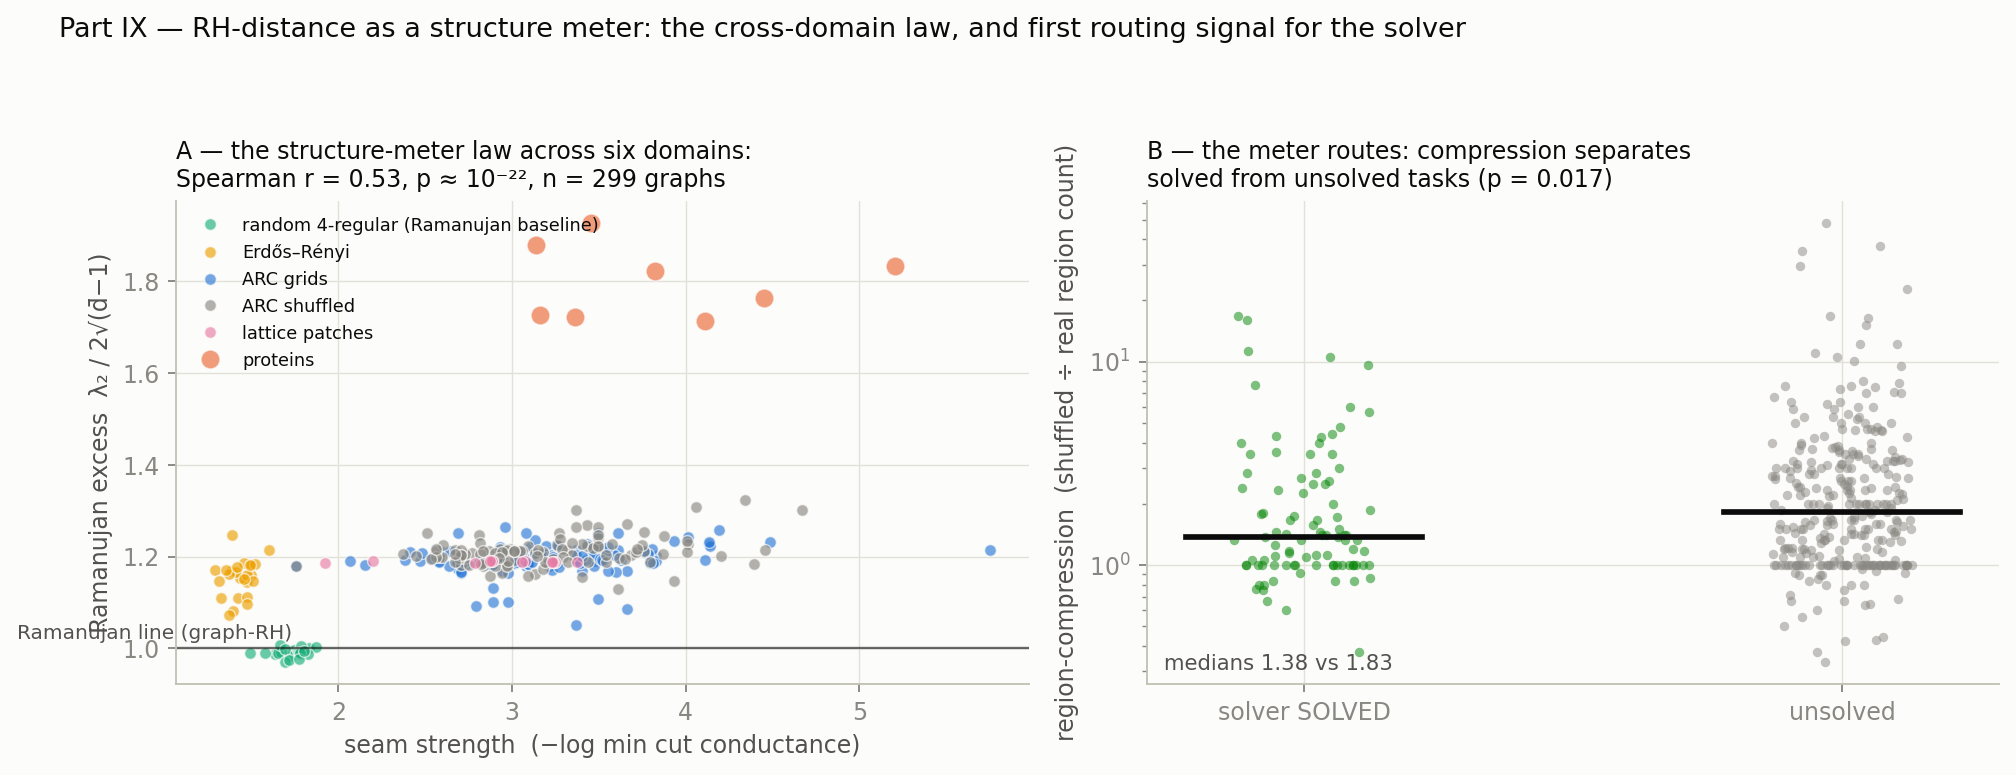 Part IX — RH-distance as a structure meter: the cross-domain law, and first routing signal for the solver
A — the structure-meter law across six domains:
Spearman r = 0.53, p ≈ 10⁻²², n = 299 graphs
random 4-regular (Ramanujan baseline)
Erdős–Rényi
ARC grids
ARC shuffled
lattice patches
proteins
Ramanujan excess λ₂ / 2√(d̄−1)
1.8
1.6
1.4
1.2
1.0
Ramanujan line (graph-RH)
2
3
4
5
seam strength (−log min cut conductance)
B — the meter routes: compression separates
solved from unsolved tasks (p = 0.017)
region-compression (shuffled ÷ real region count)
10¹
10⁰
medians 1.38 vs 1.83
solver SOLVED
unsolved